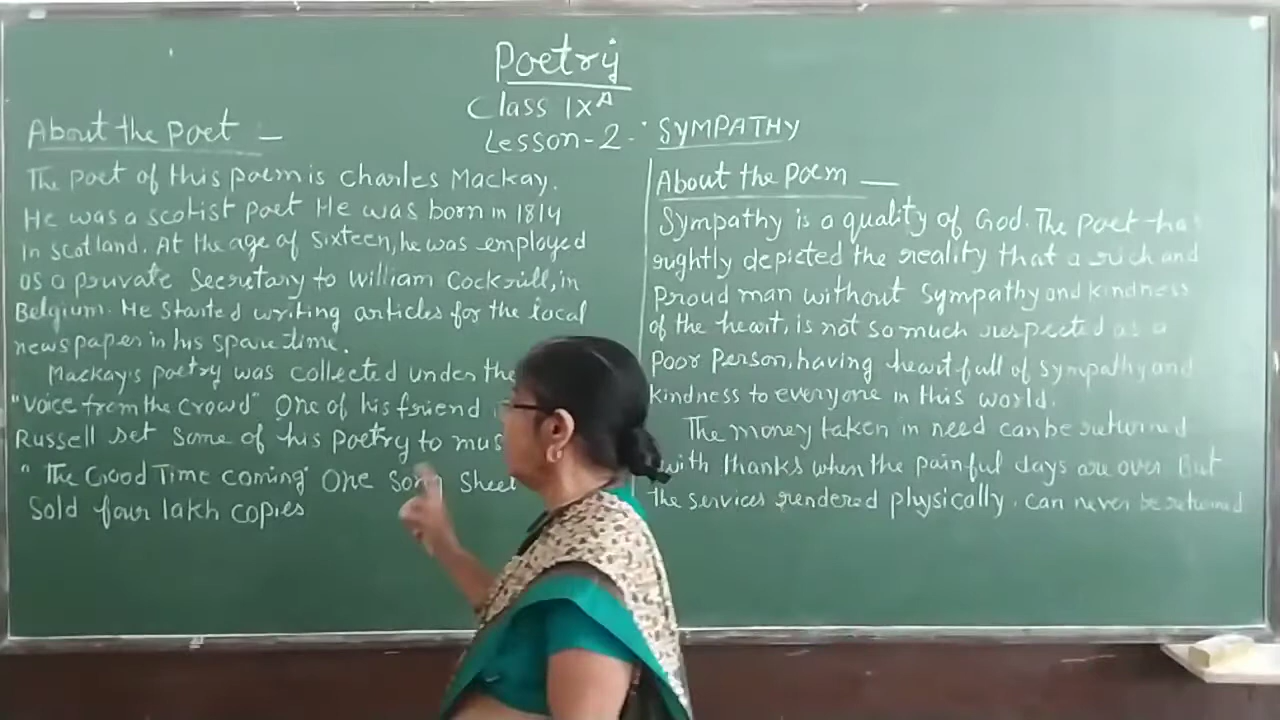 Poetry
Class IX A
Lesson-2. SYMPATHY
About the Poet —
The Poet of this poem is Charles Mackay.
He was a scotist poet He was born in 1814
in scotland. At the age of sixteen, he was employed
as a private Secretary to William Cockrill, in
Belgium. He started writing articles for the local
newspaper in his spare time.
Mackay's poetry was collected under the
"Voice from the crowd" One of his friend
Russell set some of his Poetry to mus
"The Good Time coming" One song sheet
Sold four lakh copies
About the Poem —
Sympathy is a quality of God. The Poet has
rightly depicted the reality that a rich and
Proud man without Sympathy and kindness
of the heart, is not so much respected as a
Poor Person, having heart full of sympathy and
kindness to everyone in this world.
The money taken in need can be returned
with thanks when the painful days are over But
the services rendered physically, can never be returned